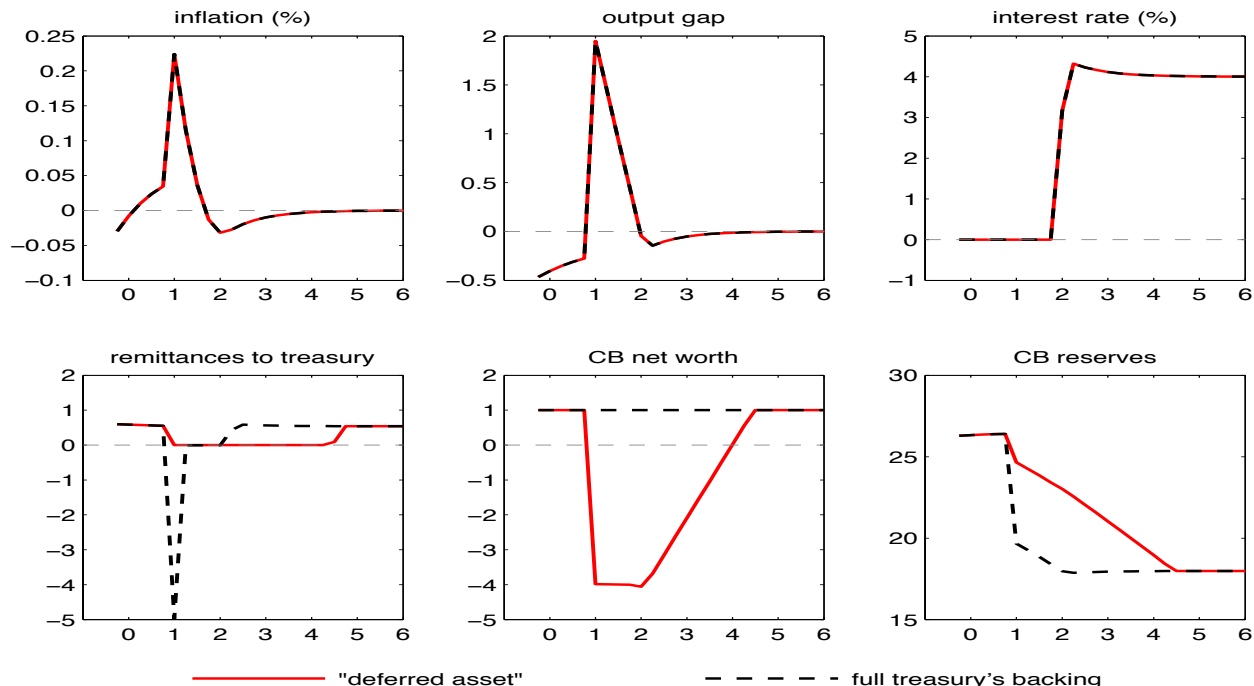 inflation (%)
output gap
interest rate (%)
0.25
0.2
0.15
0.1
0.05
0
−0.05
−0.1
0 1 2 3 4 5 6
2
1.5
1
0.5
0
−0.5
0 1 2 3 4 5 6
5
4
3
2
1
0
−1
0 1 2 3 4 5 6
remittances to treasury
CB net worth
CB reserves
2
1
0
−1
−2
−3
−4
−5
0 1 2 3 4 5 6
2
1
0
−1
−2
−3
−4
−5
0 1 2 3 4 5 6
30
25
20
15
0 1 2 3 4 5 6
"deferred asset"
full treasury's backing